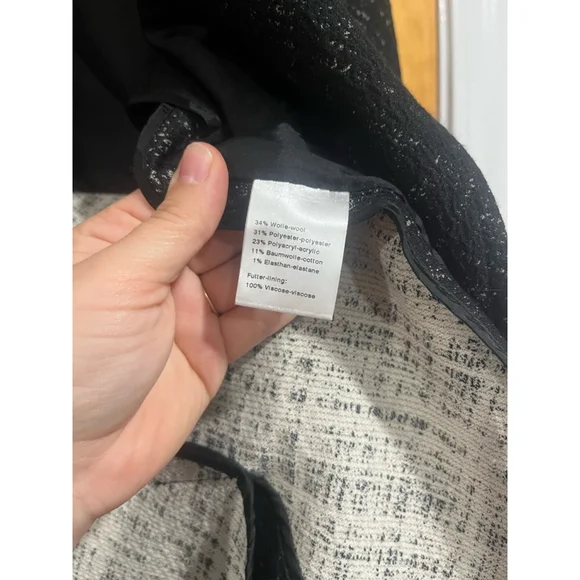 34% Wolle-wool
31% Polyester-polyester
23% Polyacryl-acrylic
11% Baumwolle-cotton
1% Elasthan-elastane
Futter-lining:
100% Viscose-viscose